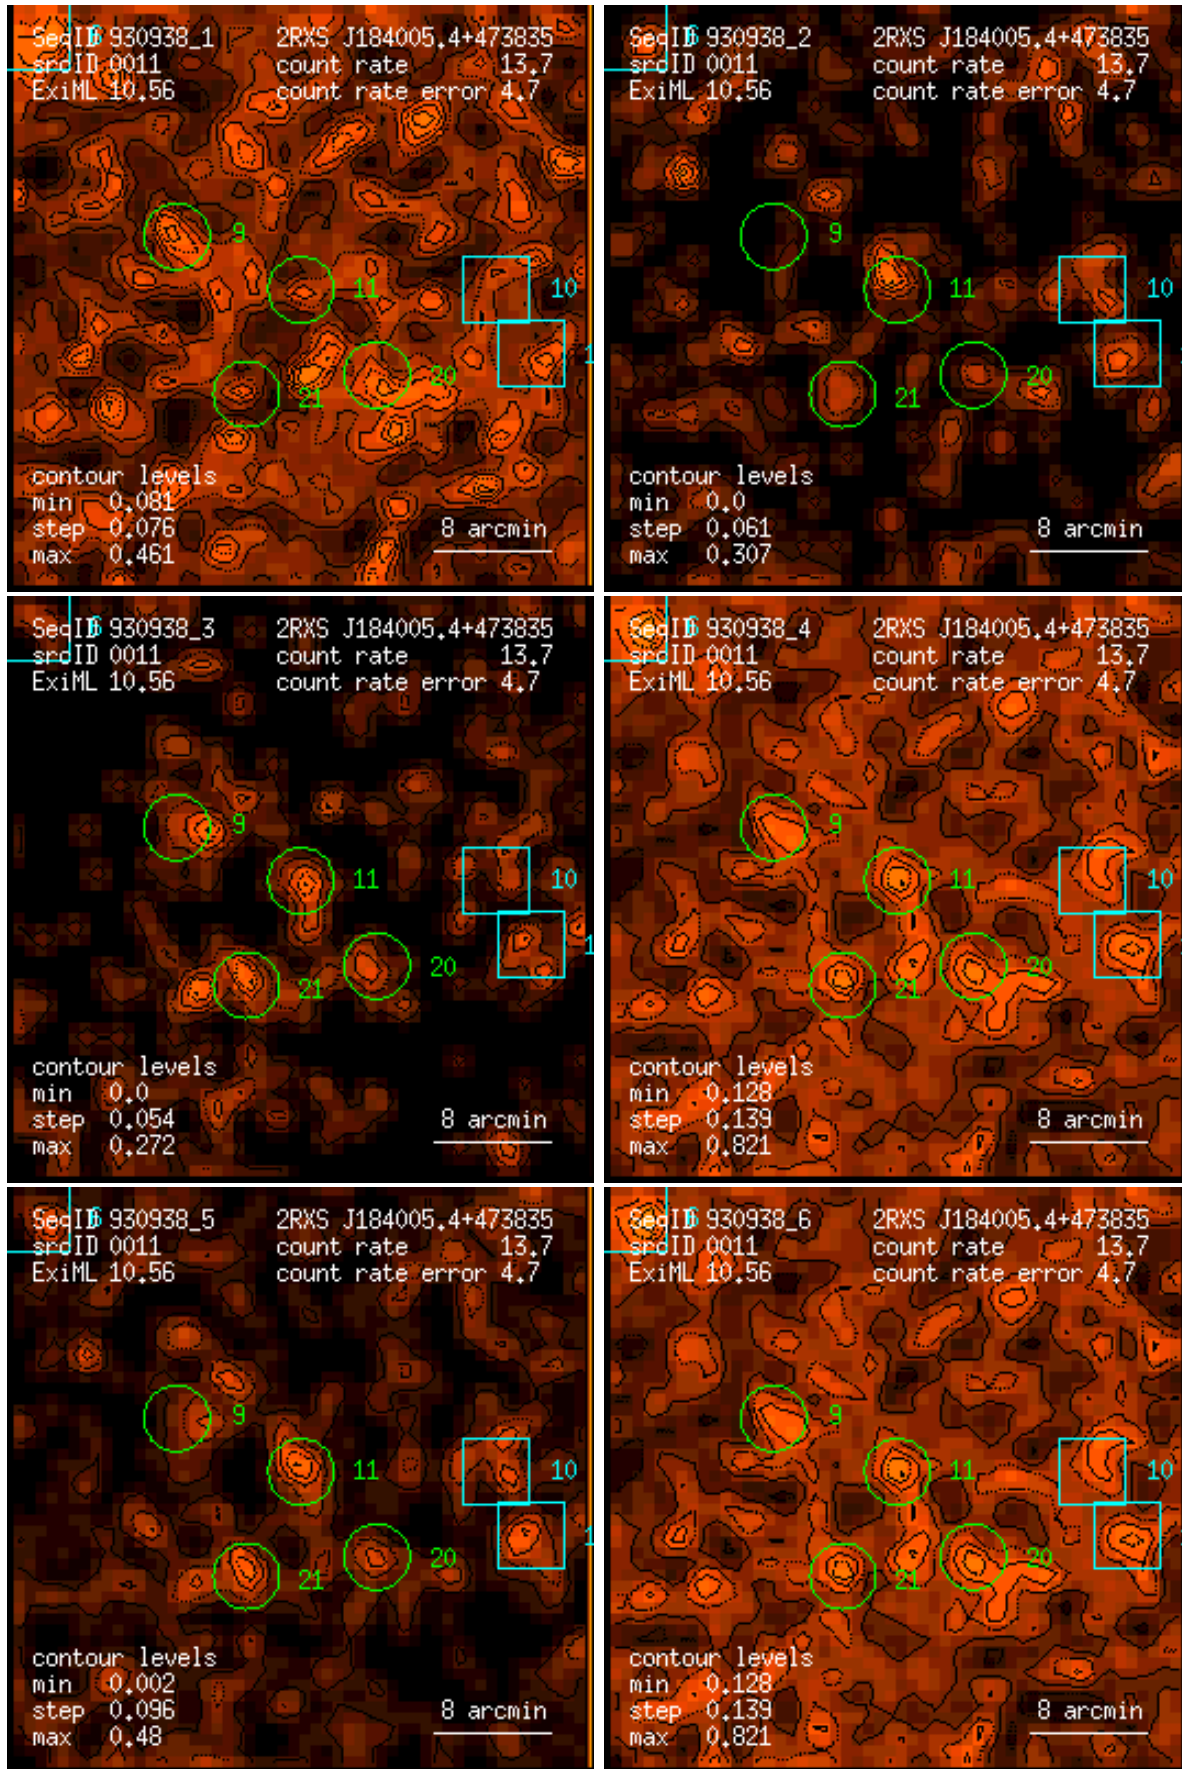 SeqID 930938_1 2RXS J184005.4+473835
6
srcID 0011 count rate 13.7
ExiML 10.56 count rate error 4.7
9
11
10
20
21
1
contour levels
min 0.081
step 0.076
max 0.461
8 arcmin
SeqID 930938_2 2RXS J184005.4+473835
6
srcID 0011 count rate 13.7
ExiML 10.56 count rate error 4.7
9
11
10
20
21
contour levels
min 0.0
step 0.061
max 0.307
8 arcmin
SeqID 930938_3 2RXS J184005.4+473835
6
srcID 0011 count rate 13.7
ExiML 10.56 count rate error 4.7
9
11
10
20
21
1
contour levels
min 0.0
step 0.054
max 0.272
8 arcmin
SeqID 930938_4 2RXS J184005.4+473835
6
srcID 0011 count rate 13.7
ExiML 10.56 count rate error 4.7
9
11
10
20
21
contour levels
min 0.128
step 0.139
max 0.821
8 arcmin
SeqID 930938_5 2RXS J184005.4+473835
6
srcID 0011 count rate 13.7
ExiML 10.56 count rate error 4.7
9
11
10
20
21
1
contour levels
min 0.002
step 0.096
max 0.48
8 arcmin
SeqID 930938_6 2RXS J184005.4+473835
6
srcID 0011 count rate 13.7
ExiML 10.56 count rate error 4.7
9
11
10
20
21
contour levels
min 0.128
step 0.139
max 0.821
8 arcmin